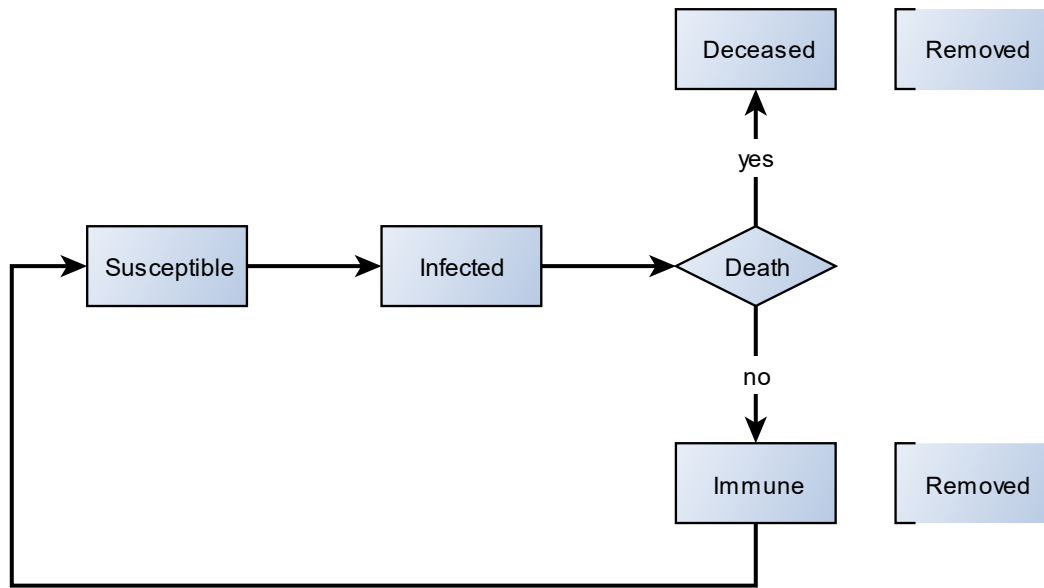 Deceased
Removed
yes
Susceptible
Infected
Death
no
Immune
Removed